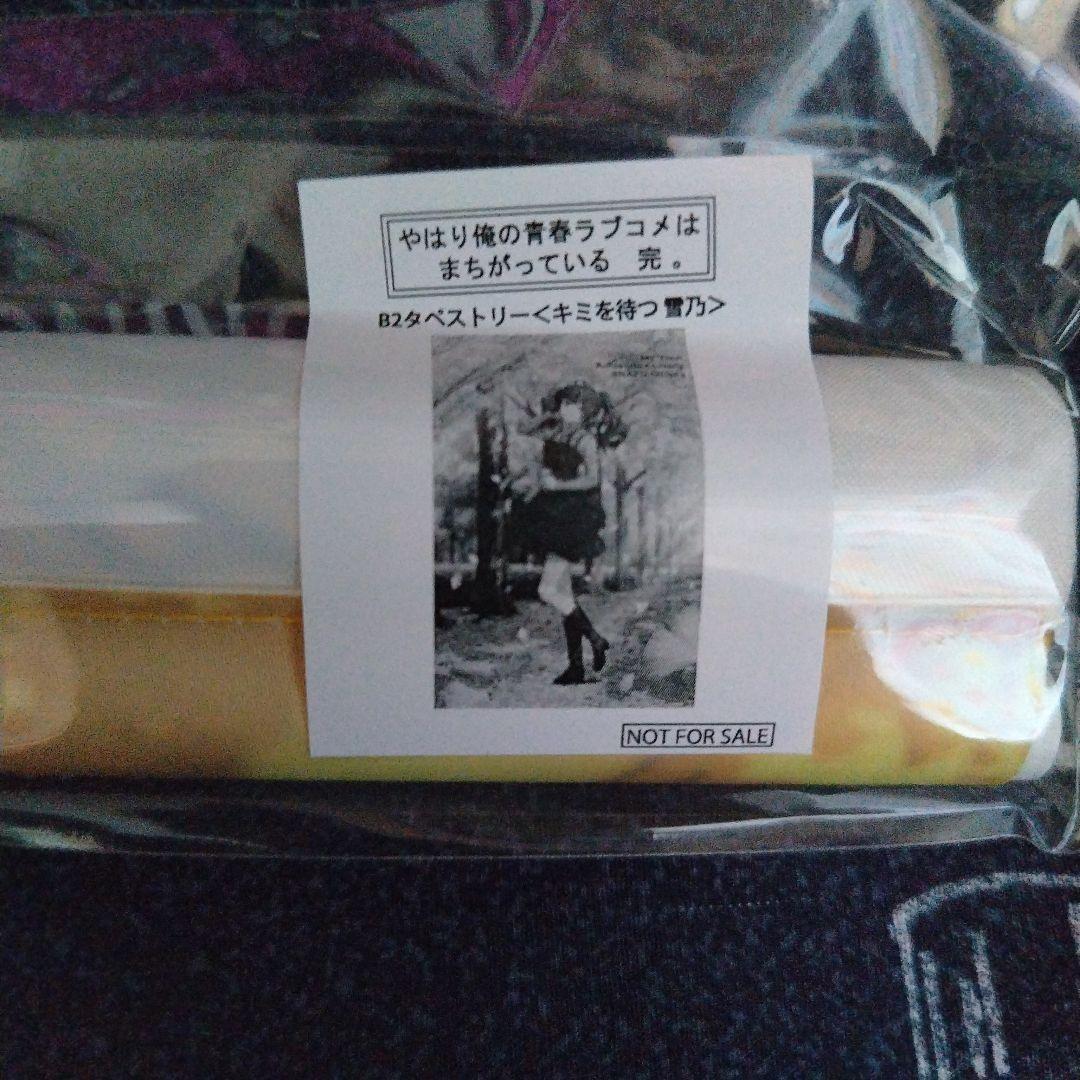 やはり俺の青春ラブコメは
まちがっている 完。
B2タペストリー<キミを待つ 雪乃>
NOT FOR SALE